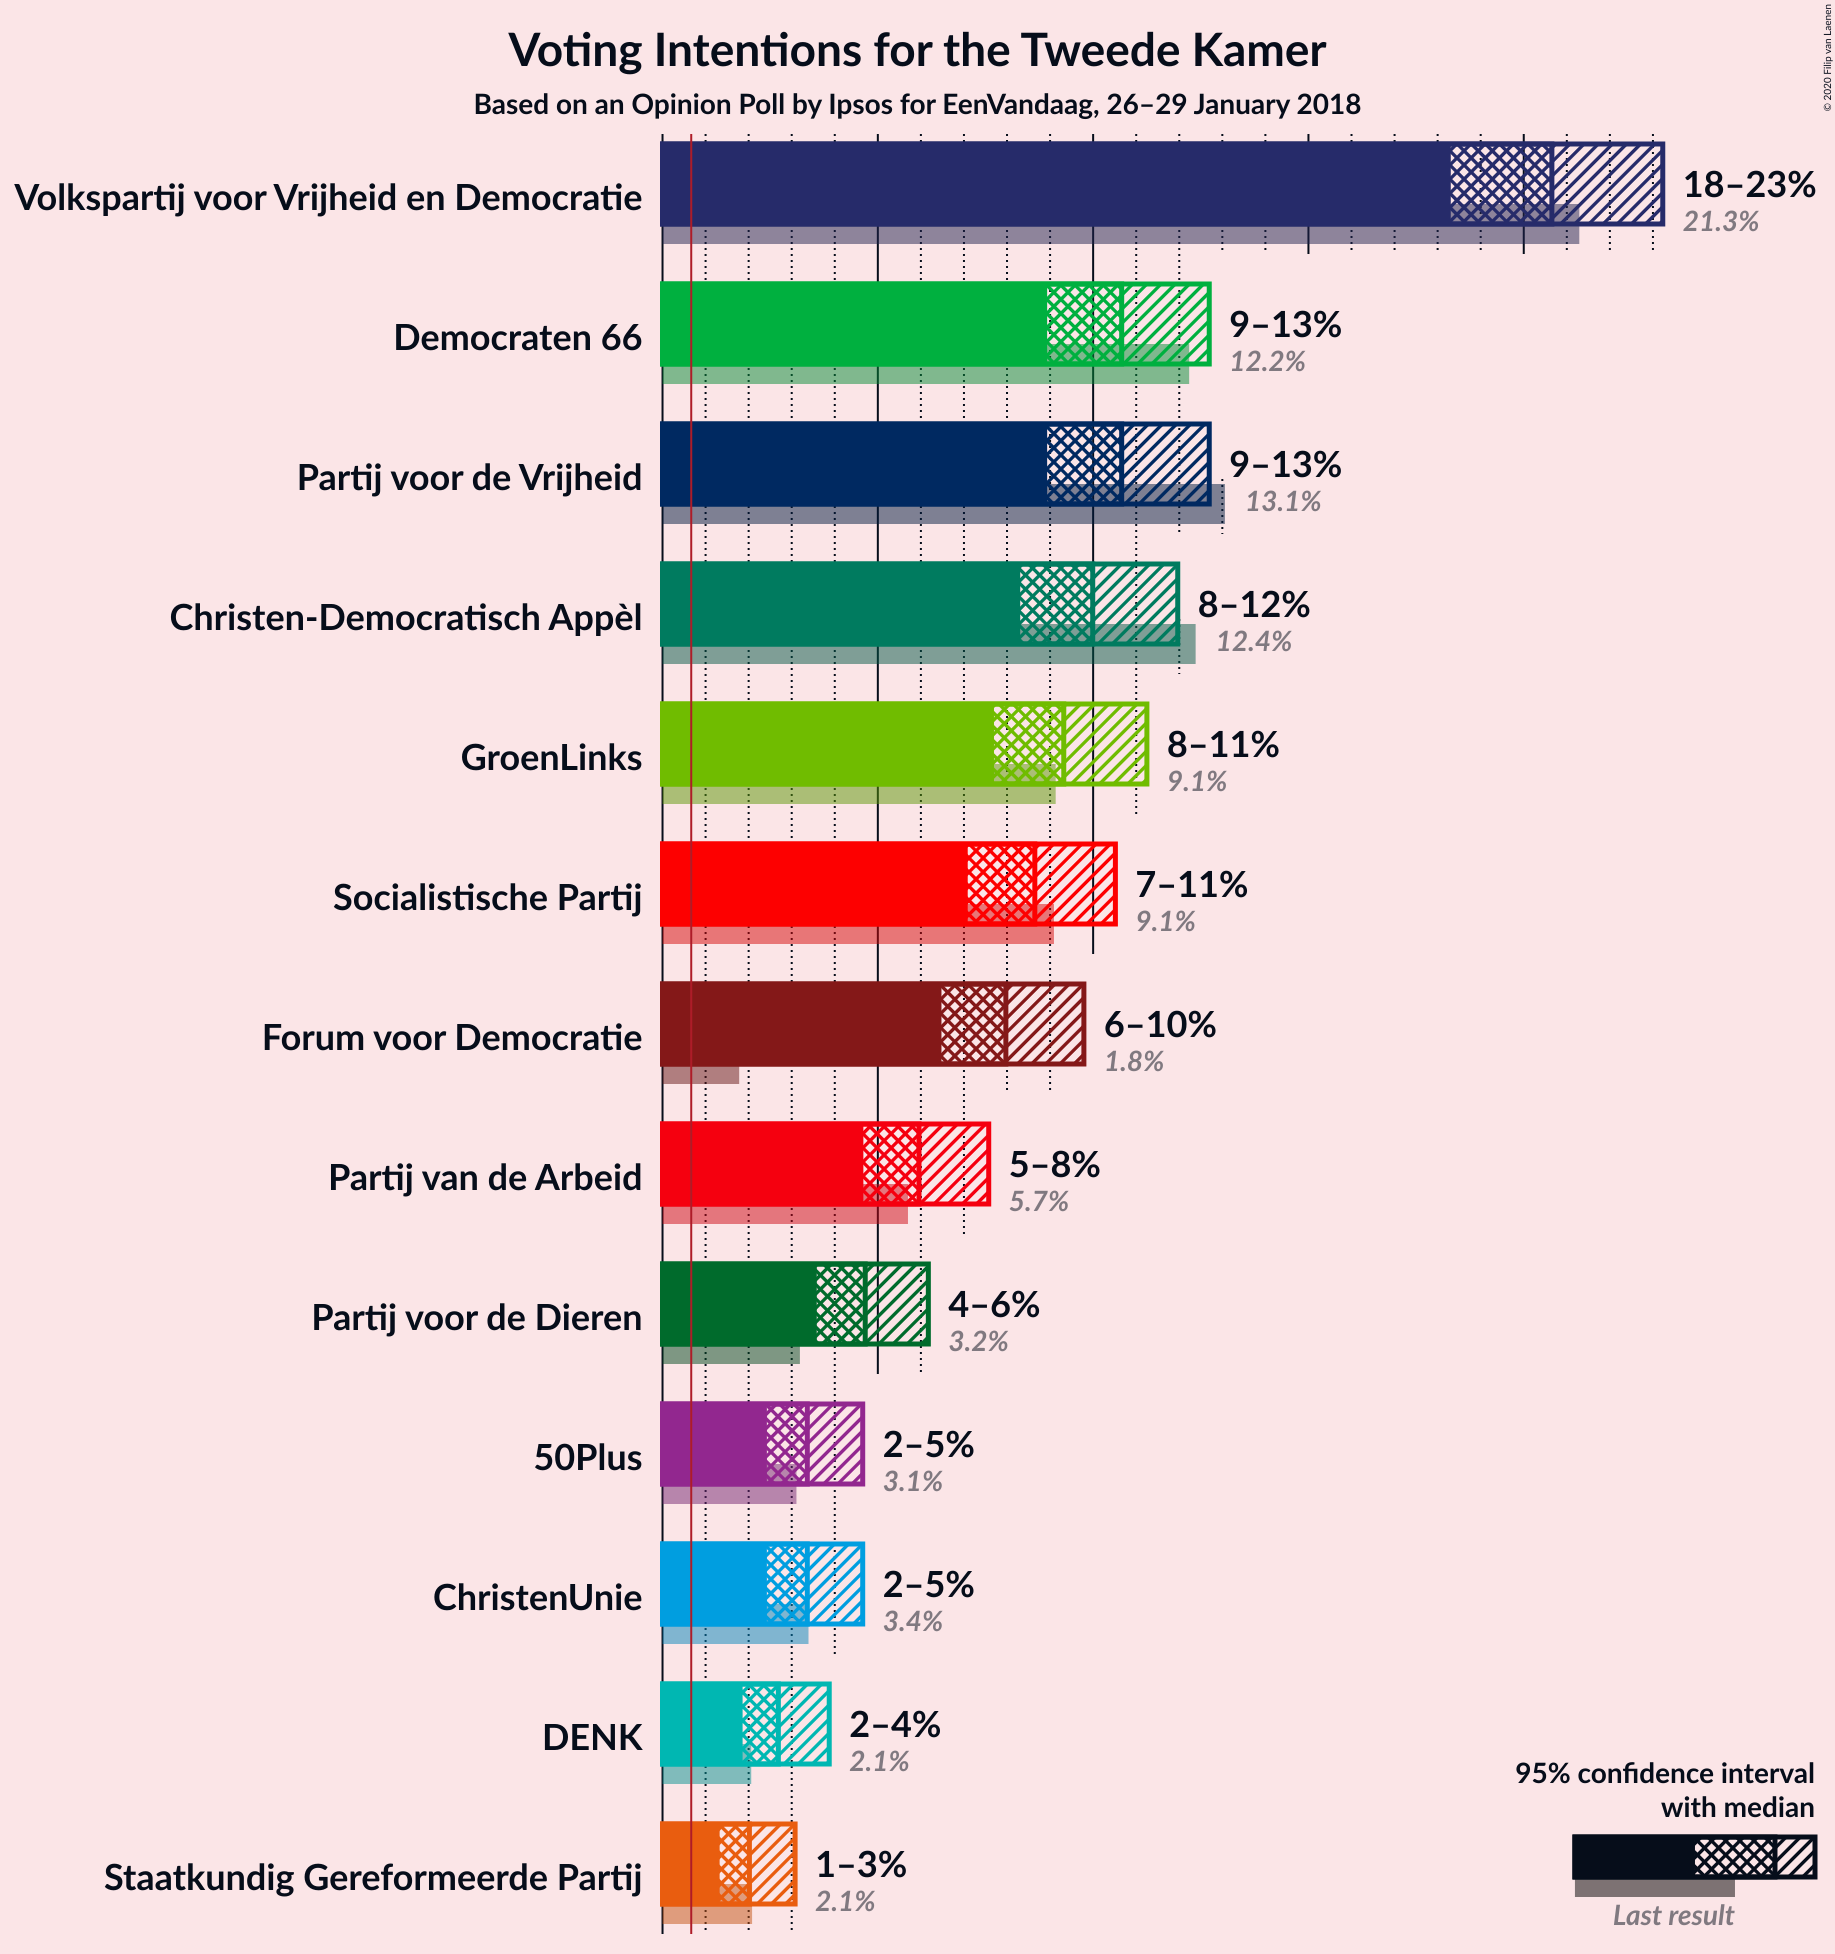 Voting Intentions for the Tweede Kamer
Based on an Opinion Poll by Ipsos for EenVandaag, 26–29 January 2018
© 2020 Filip van Laenen
Volkspartij voor Vrijheid en Democratie
18–23%
21.3%
Democraten 66
9–13%
12.2%
Partij voor de Vrijheid
9–13%
13.1%
Christen-Democratisch Appèl
8–12%
12.4%
GroenLinks
8–11%
9.1%
Socialistische Partij
7–11%
9.1%
Forum voor Democratie
6–10%
1.8%
Partij van de Arbeid
5–8%
5.7%
Partij voor de Dieren
4–6%
3.2%
50Plus
2–5%
3.1%
ChristenUnie
2–5%
3.4%
DENK
2–4%
2.1%
Staatkundig Gereformeerde Partij
1–3%
2.1%
95% confidence interval
with median
Last result